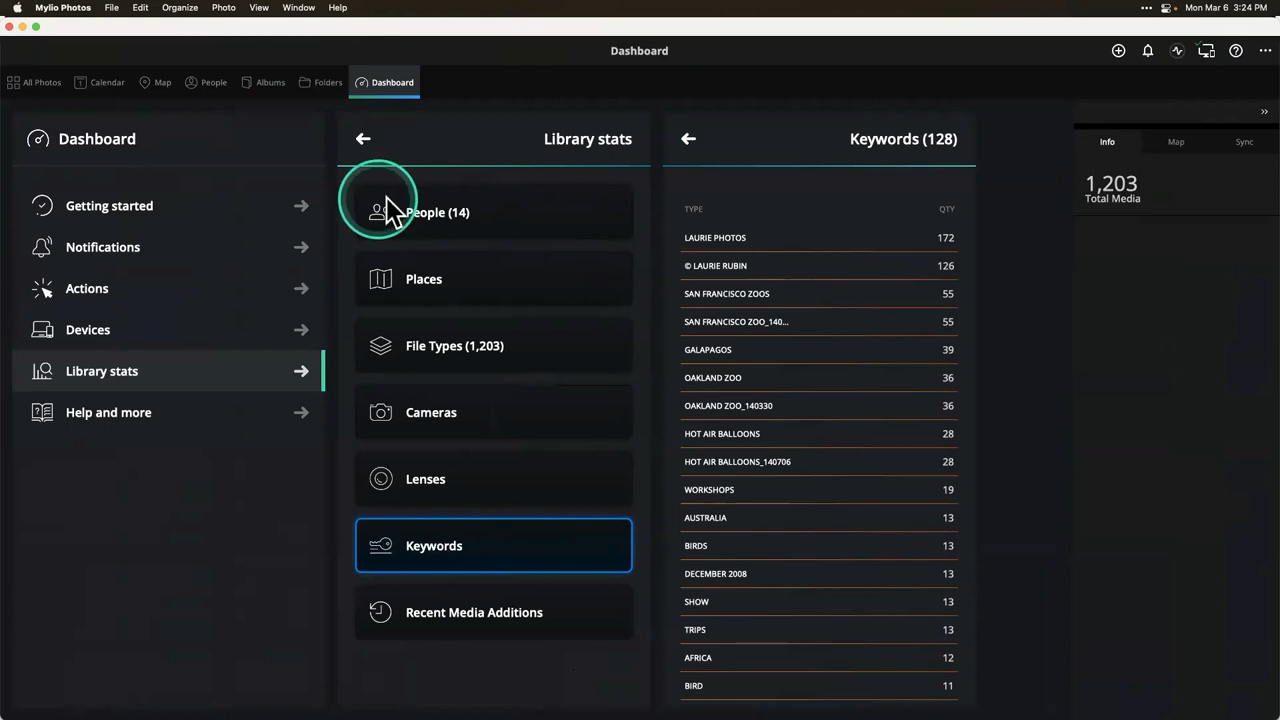 Mylio Photos File Edit Organize Photo View Window Help Mon Mar 6 3:24 PM
Dashboard
All Photos Calendar Map People Albums Folders Dashboard
Dashboard
Getting started
Notifications
Actions
Devices
Library stats
Help and more
Library stats
People (14)
Places
File Types (1,203)
Cameras
Lenses
Keywords
Recent Media Additions
Keywords (128)
TYPE QTY
LAURIE PHOTOS 172
© LAURIE RUBIN 126
SAN FRANCISCO ZOOS 55
SAN FRANCISCO ZOO_140... 55
GALAPAGOS 39
OAKLAND ZOO 36
OAKLAND ZOO_140330 36
HOT AIR BALLOONS 28
HOT AIR BALLOONS_140706 28
WORKSHOPS 19
AUSTRALIA 13
BIRDS 13
DECEMBER 2008 13
SHOW 13
TRIPS 13
AFRICA 12
BIRD 11
Info Map Sync
1,203
Total Media